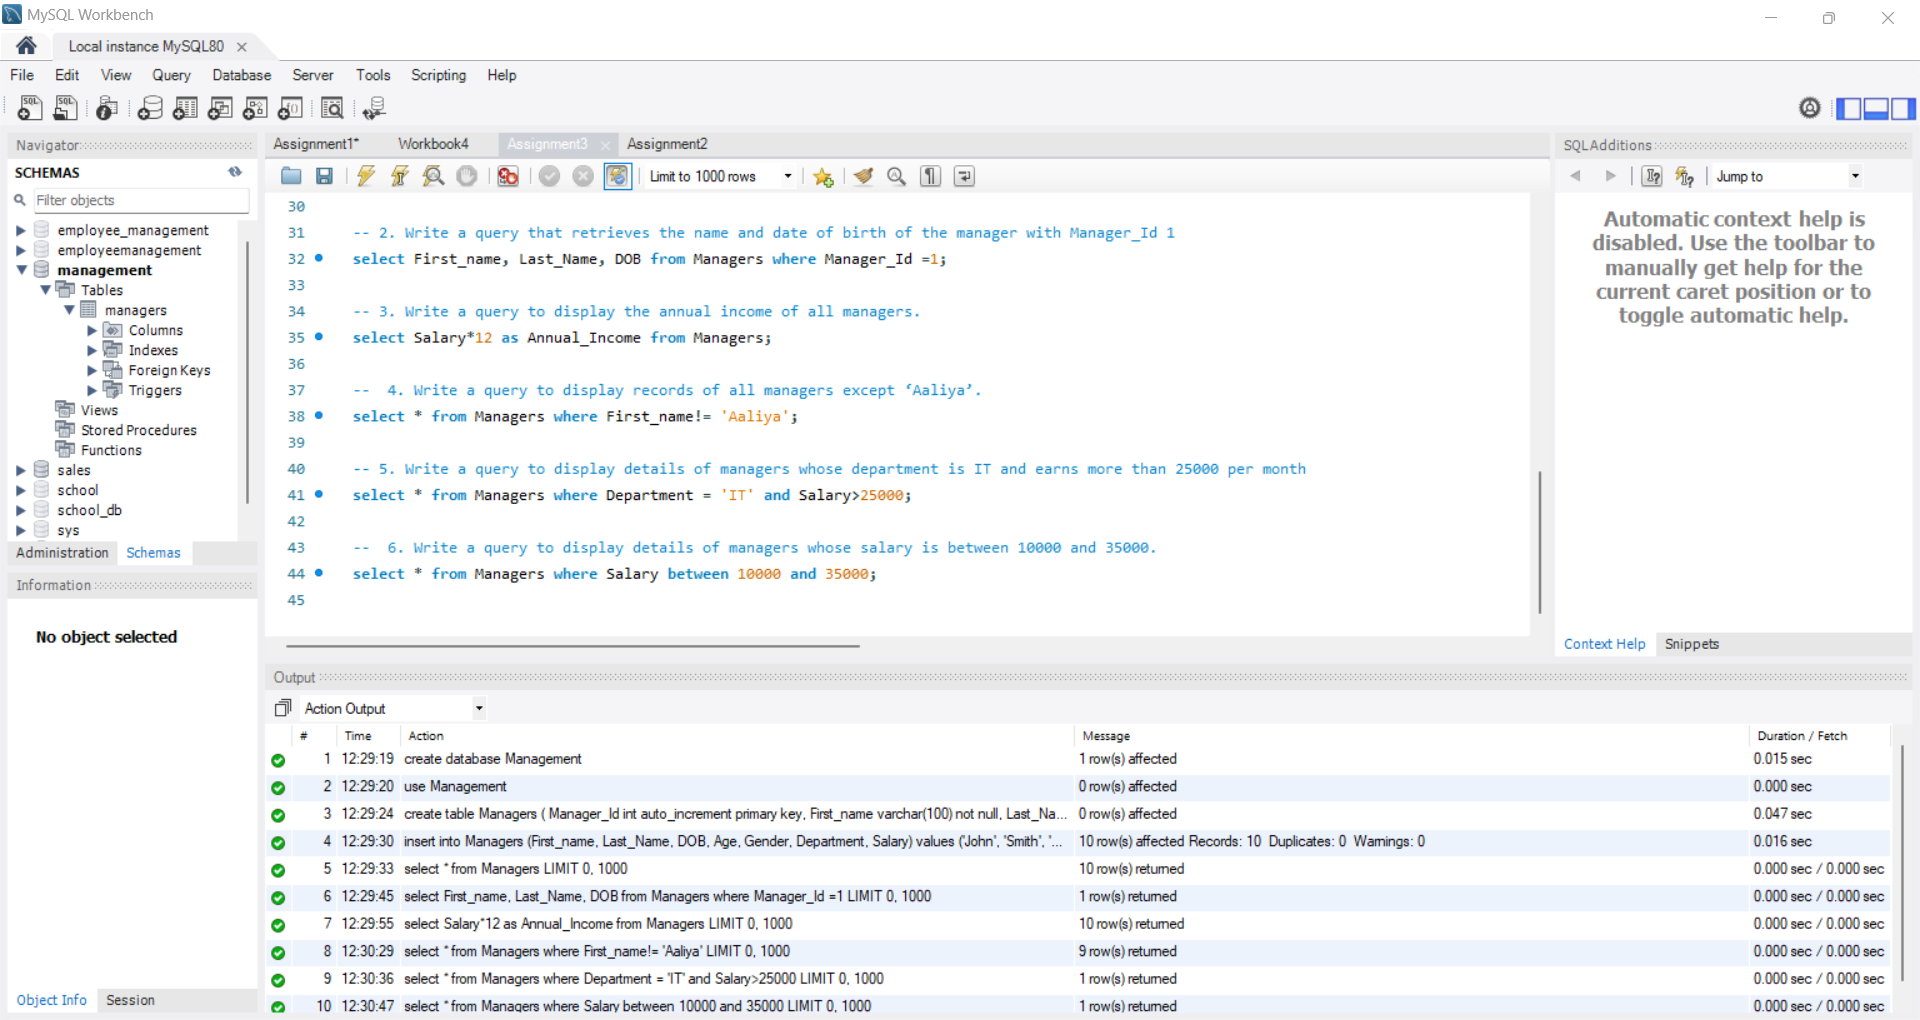 MySQL Workbench
Local instance MySQL80
File Edit View Query Database Server Tools Scripting Help
Navigator
SCHEMAS
Filter objects
employee_management
employeemanagement
management
Tables
managers
Columns
Indexes
Foreign Keys
Triggers
Views
Stored Procedures
Functions
sales
school
school_db
sys
Administration Schemas
Information
No object selected
Object Info Session
Assignment1* Workbook4 Assignment3 Assignment2
Limit to 1000 rows
30
31 -- 2. Write a query that retrieves the name and date of birth of the manager with Manager_Id 1
32 select First_name, Last_Name, DOB from Managers where Manager_Id =1;
33
34 -- 3. Write a query to display the annual income of all managers.
35 select Salary*12 as Annual_Income from Managers;
36
37 -- 4. Write a query to display records of all managers except ‘Aaliya’.
38 select * from Managers where First_name!= 'Aaliya';
39
40 -- 5. Write a query to display details of managers whose department is IT and earns more than 25000 per month
41 select * from Managers where Department = 'IT' and Salary>25000;
42
43 -- 6. Write a query to display details of managers whose salary is between 10000 and 35000.
44 select * from Managers where Salary between 10000 and 35000;
45
SQLAdditions
Jump to
Automatic context help is
disabled. Use the toolbar to
manually get help for the
current caret position or to
toggle automatic help.
Context Help Snippets
Output
Action Output
# Time Action Message Duration / Fetch
1 12:29:19 create database Management 1 row(s) affected 0.015 sec
2 12:29:20 use Management 0 row(s) affected 0.000 sec
3 12:29:24 create table Managers ( Manager_Id int auto_increment primary key, First_name varchar(100) not null, Last_Na... 0 row(s) affected 0.047 sec
4 12:29:30 insert into Managers (First_name, Last_Name, DOB, Age, Gender, Department, Salary) values ('John', 'Smith', '... 10 row(s) affected Records: 10 Duplicates: 0 Warnings: 0 0.016 sec
5 12:29:33 select * from Managers LIMIT 0, 1000 10 row(s) returned 0.000 sec / 0.000 sec
6 12:29:45 select First_name, Last_Name, DOB from Managers where Manager_Id =1 LIMIT 0, 1000 1 row(s) returned 0.000 sec / 0.000 sec
7 12:29:55 select Salary*12 as Annual_Income from Managers LIMIT 0, 1000 10 row(s) returned 0.000 sec / 0.000 sec
8 12:30:29 select * from Managers where First_name!= 'Aaliya' LIMIT 0, 1000 9 row(s) returned 0.000 sec / 0.000 sec
9 12:30:36 select * from Managers where Department = 'IT' and Salary>25000 LIMIT 0, 1000 1 row(s) returned 0.000 sec / 0.000 sec
10 12:30:47 select * from Managers where Salary between 10000 and 35000 LIMIT 0, 1000 1 row(s) returned 0.000 sec / 0.000 sec